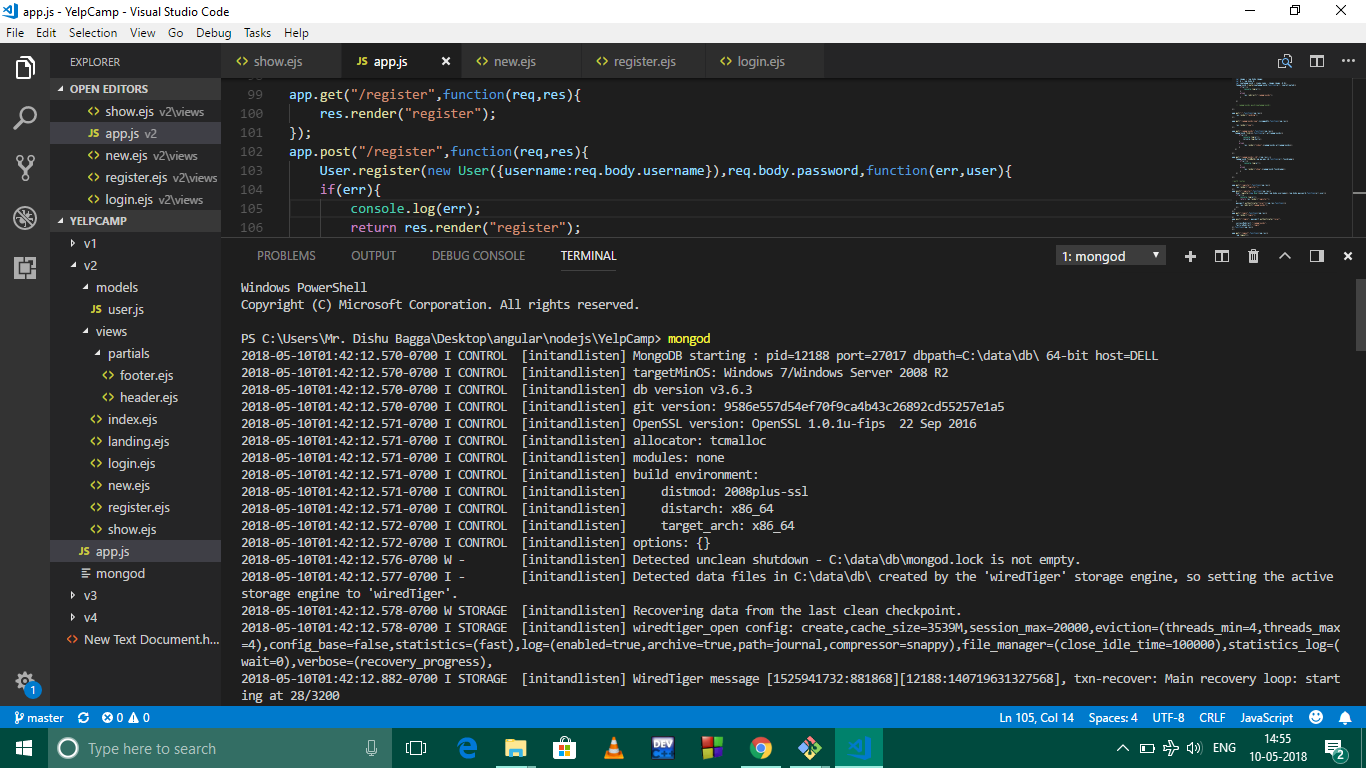 app.js - YelpCamp - Visual Studio Code
File Edit Selection View Go Debug Tasks Help
EXPLORER
OPEN EDITORS
show.ejs v2\views
JS app.js v2
new.ejs v2\views
register.ejs v2\views
login.ejs v2\views
YELPCAMP
v1
v2
models
JS user.js
views
partials
footer.ejs
header.ejs
index.ejs
landing.ejs
login.ejs
new.ejs
register.ejs
show.ejs
JS app.js
mongod
v3
v4
New Text Document.h...
1
show.ejs JS app.js new.ejs register.ejs login.ejs
99 app.get("/register",function(req,res){
100 res.render("register");
101 });
102 app.post("/register",function(req,res){
103 User.register(new User({username:req.body.username}),req.body.password,function(err,user){
104 if(err){
105 console.log(err);
106 return res.render("register");
PROBLEMS OUTPUT DEBUG CONSOLE TERMINAL
1: mongod
Windows PowerShell
Copyright (C) Microsoft Corporation. All rights reserved.
PS C:\Users\Mr. Dishu Bagga\Desktop\angular\nodejs\YelpCamp> mongod
2018-05-10T01:42:12.570-0700 I CONTROL [initandlisten] MongoDB starting : pid=12188 port=27017 dbpath=C:\data\db\ 64-bit host=DELL
2018-05-10T01:42:12.570-0700 I CONTROL [initandlisten] targetMinOS: Windows 7/Windows Server 2008 R2
2018-05-10T01:42:12.570-0700 I CONTROL [initandlisten] db version v3.6.3
2018-05-10T01:42:12.570-0700 I CONTROL [initandlisten] git version: 9586e557d54ef70f9ca4b43c26892cd55257e1a5
2018-05-10T01:42:12.571-0700 I CONTROL [initandlisten] OpenSSL version: OpenSSL 1.0.1u-fips 22 Sep 2016
2018-05-10T01:42:12.571-0700 I CONTROL [initandlisten] allocator: tcmalloc
2018-05-10T01:42:12.571-0700 I CONTROL [initandlisten] modules: none
2018-05-10T01:42:12.571-0700 I CONTROL [initandlisten] build environment:
2018-05-10T01:42:12.571-0700 I CONTROL [initandlisten] distmod: 2008plus-ssl
2018-05-10T01:42:12.571-0700 I CONTROL [initandlisten] distarch: x86_64
2018-05-10T01:42:12.572-0700 I CONTROL [initandlisten] target_arch: x86_64
2018-05-10T01:42:12.572-0700 I CONTROL [initandlisten] options: {}
2018-05-10T01:42:12.576-0700 W - [initandlisten] Detected unclean shutdown - C:\data\db\mongod.lock is not empty.
2018-05-10T01:42:12.577-0700 I - [initandlisten] Detected data files in C:\data\db\ created by the 'wiredTiger' storage engine, so setting the active
storage engine to 'wiredTiger'.
2018-05-10T01:42:12.578-0700 W STORAGE [initandlisten] Recovering data from the last clean checkpoint.
2018-05-10T01:42:12.578-0700 I STORAGE [initandlisten] wiredtiger_open config: create,cache_size=3539M,session_max=20000,eviction=(threads_min=4,threads_max
=4),config_base=false,statistics=(fast),log=(enabled=true,archive=true,path=journal,compressor=snappy),file_manager=(close_idle_time=100000),statistics_log=(
wait=0),verbose=(recovery_progress),
2018-05-10T01:42:12.882-0700 I STORAGE [initandlisten] WiredTiger message [1525941732:881868][12188:140719631327568], txn-recover: Main recovery loop: start
ing at 28/3200
master 0 0 Ln 105, Col 14 Spaces: 4 UTF-8 CRLF JavaScript
Type here to search
DEV
ENG
14:55
10-05-2018
2